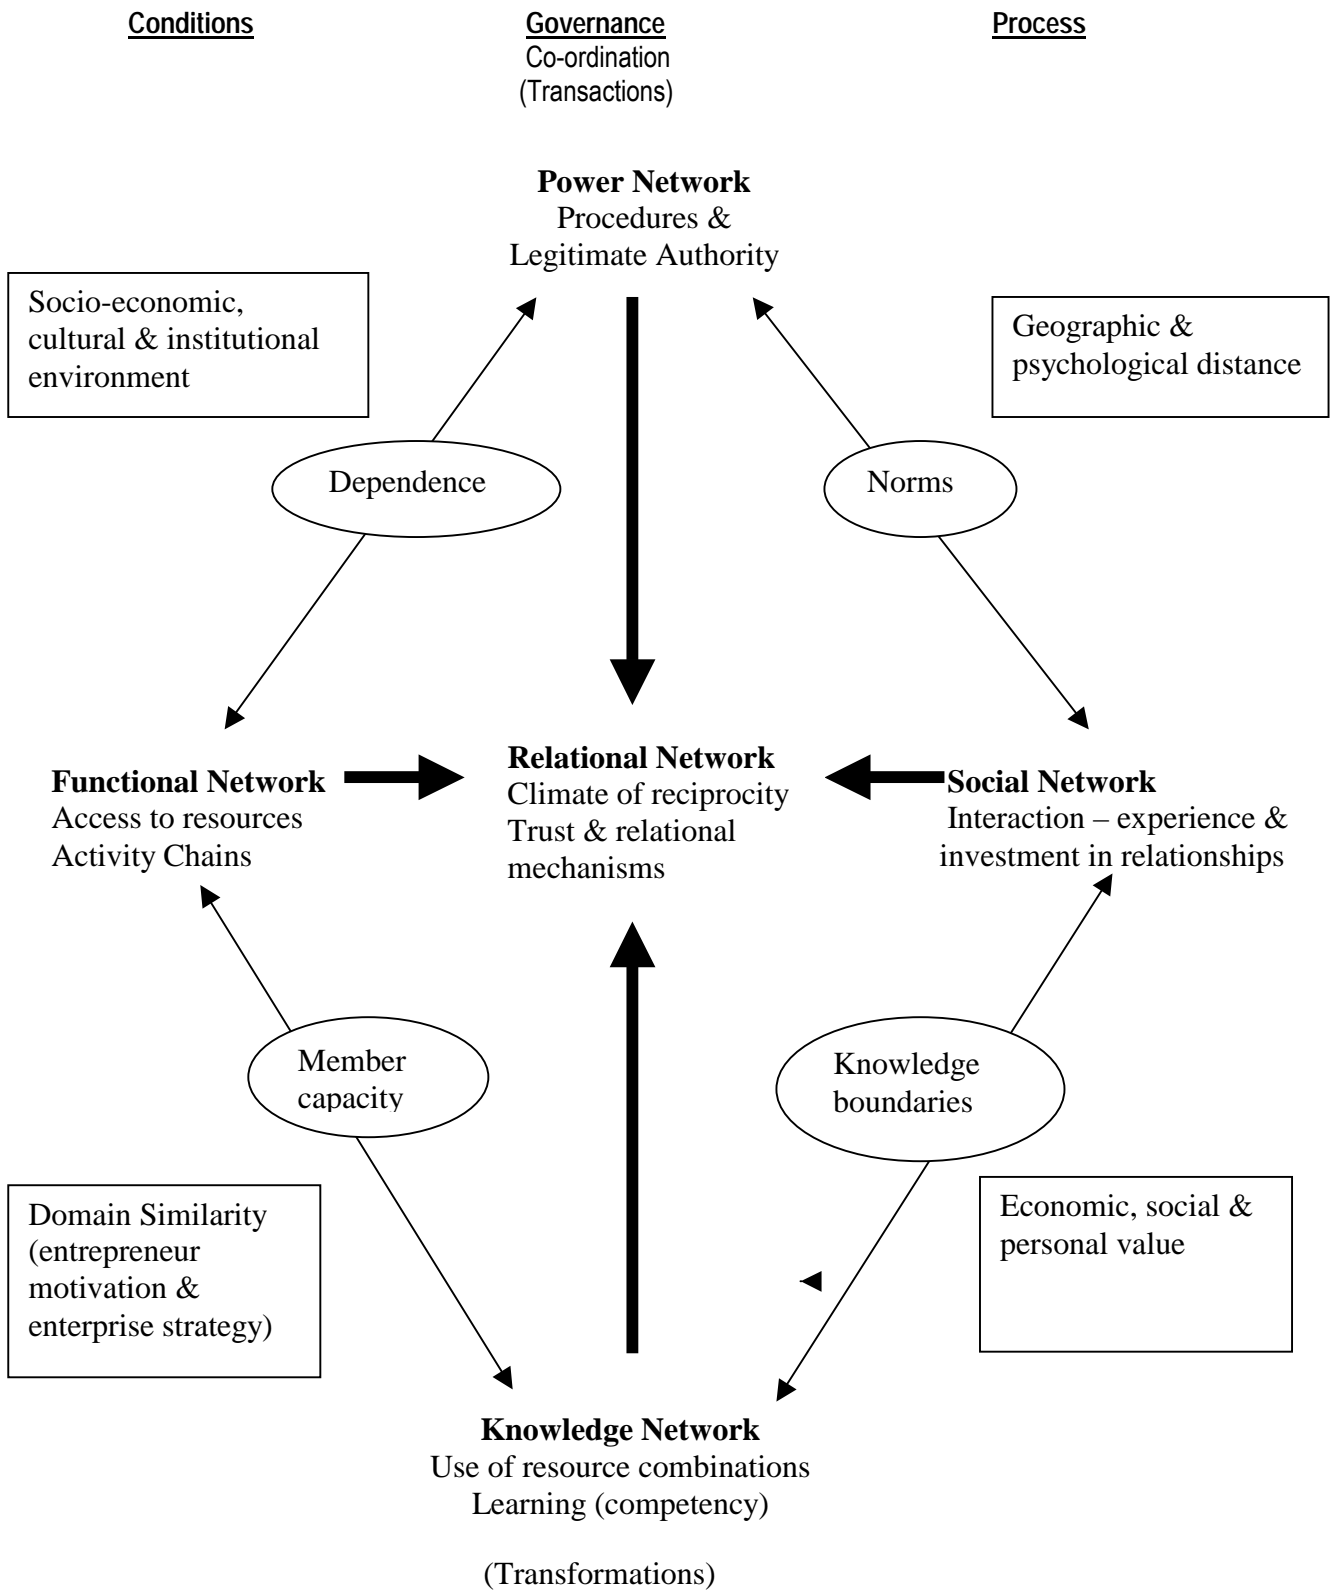 Conditions
Governance
Process
Co-ordination
(Transactions)
Power Network
Procedures &
Legitimate Authority
Socio-economic,
cultural & institutional
environment
Geographic &
psychological distance
Dependence
Norms
Functional Network
Access to resources
Activity Chains
Relational Network
Climate of reciprocity
Trust & relational
mechanisms
Social Network
Interaction – experience &
investment in relationships
Member
capacity
Knowledge
boundaries
Domain Similarity
(entrepreneur
motivation &
enterprise strategy)
Economic, social &
personal value
Knowledge Network
Use of resource combinations
Learning (competency)
(Transformations)